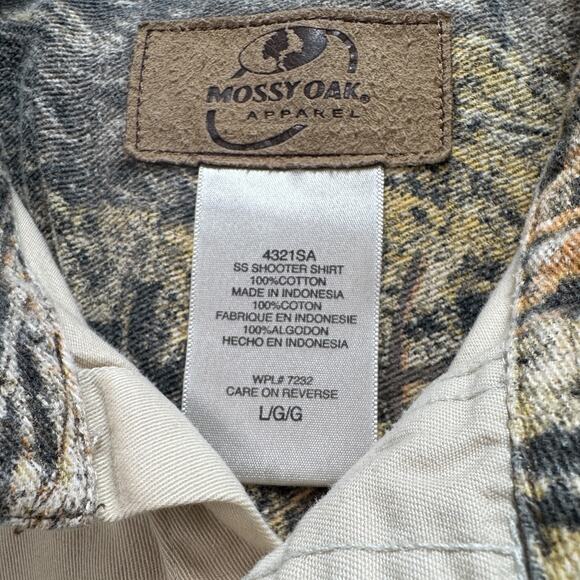 MOSSY OAK®
APPAREL
4321SA
SS SHOOTER SHIRT
100%COTTON
MADE IN INDONESIA
100%COTON
FABRIQUE EN INDONESIE
100%ALGODON
HECHO EN INDONESIA
WPL# 7232
CARE ON REVERSE
L/G/G